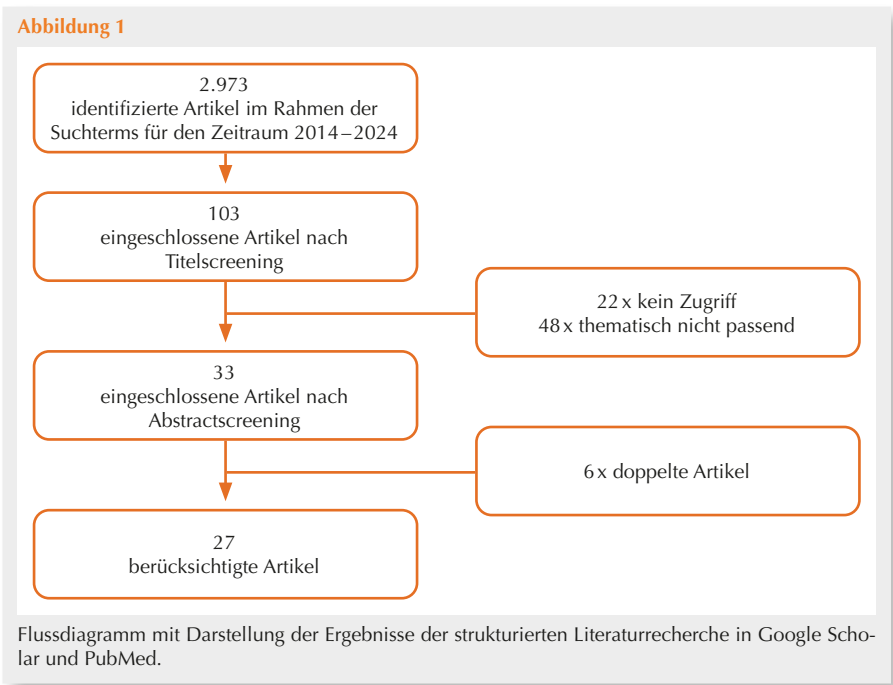 Abbildung 1
2.973
identifizierte Artikel im Rahmen der
Suchterms für den Zeitraum 2014–2024
103
eingeschlossene Artikel nach
Titelscreening
22 x kein Zugriff
48 x thematisch nicht passend
33
eingeschlossene Artikel nach
Abstractscreening
6 x doppelte Artikel
27
berücksichtigte Artikel
Flussdiagramm mit Darstellung der Ergebnisse der strukturierten Literaturrecherche in Google Scho-
lar und PubMed.